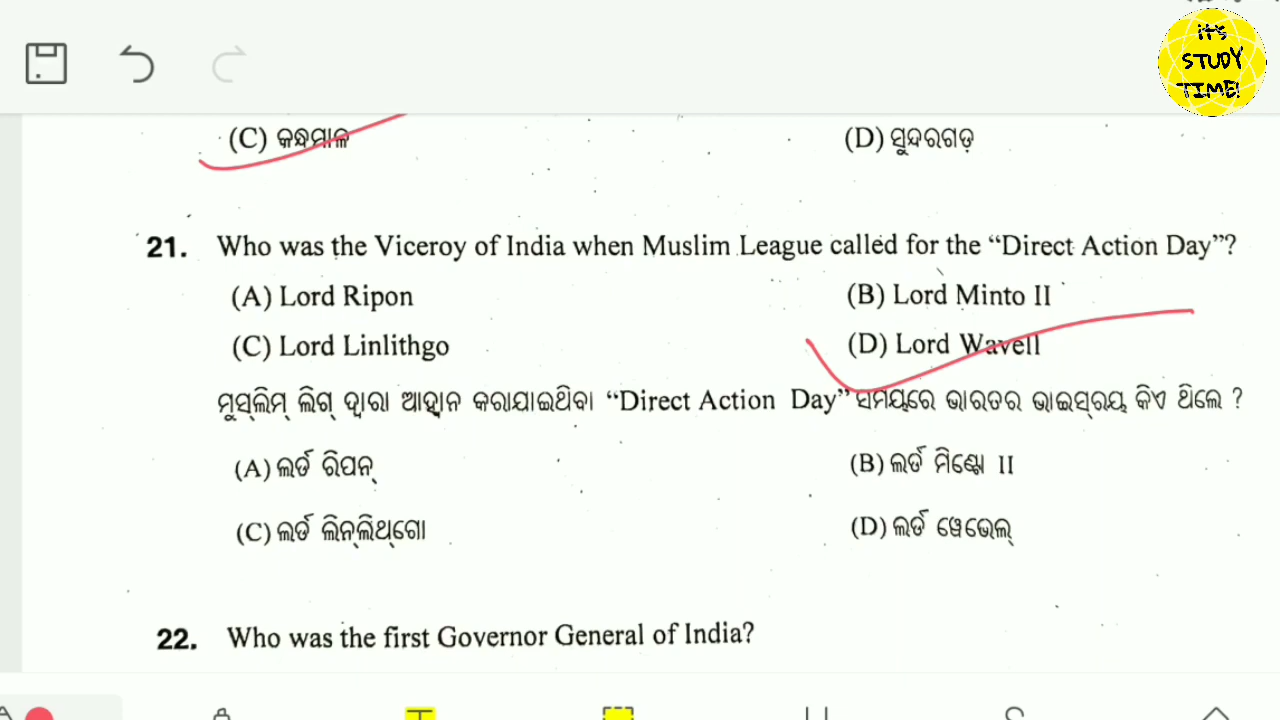 It's
STUDY
TIME!
(C) କନ୍ଧମାଳ (D) ସୁନ୍ଦରଗଡ଼
21. Who was the Viceroy of India when Muslim League called for the “Direct Action Day”?
(A) Lord Ripon (B) Lord Minto II
(C) Lord Linlithgo (D) Lord Wavell
ମୁସ୍‌ଲିମ୍ ଲିଗ୍ ଦ୍ୱାରା ଆହ୍ୱାନ କରାଯାଇଥିବା “Direct Action Day” ସମୟରେ ଭାରତର ଭାଇସ୍‌ରୟ କିଏ ଥିଲେ ?
(A) ଲର୍ଡ ରିପନ୍ (B) ଲର୍ଡ ମିଣ୍ଟୋ II
(C) ଲର୍ଡ ଲିନ୍‌ଲିଥ୍‌ଗୋ (D) ଲର୍ଡ ୱେଭେଲ୍
22. Who was the first Governor General of India?